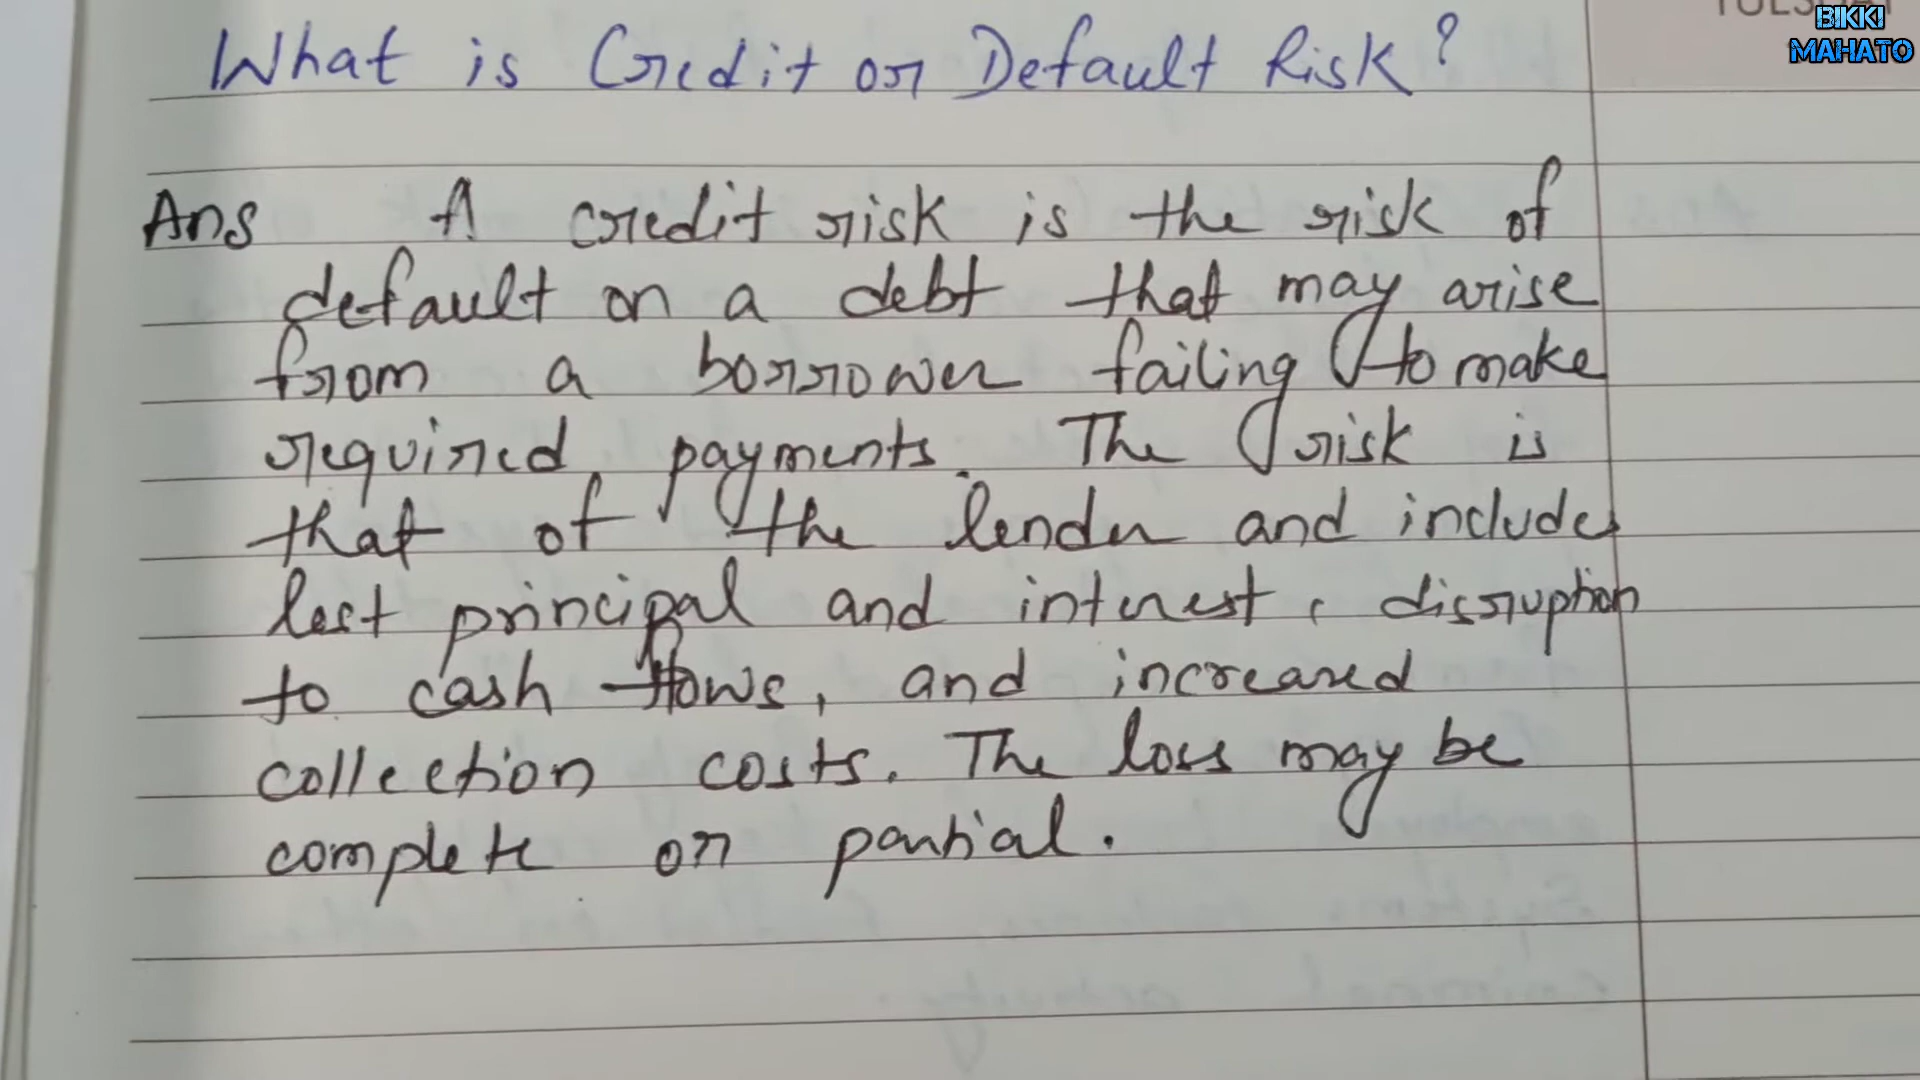 What is Credit or Default Risk?
Ans A credit risk is the risk of
default on a debt that may arise
from a borrower failing to make
required payments. The risk is
that of the lender and includes
lost principal and interest, disruption
to cash flows, and increased
collection costs. The loss may be
complete or partial.
TUESDAY
BIKKI
MAHATO